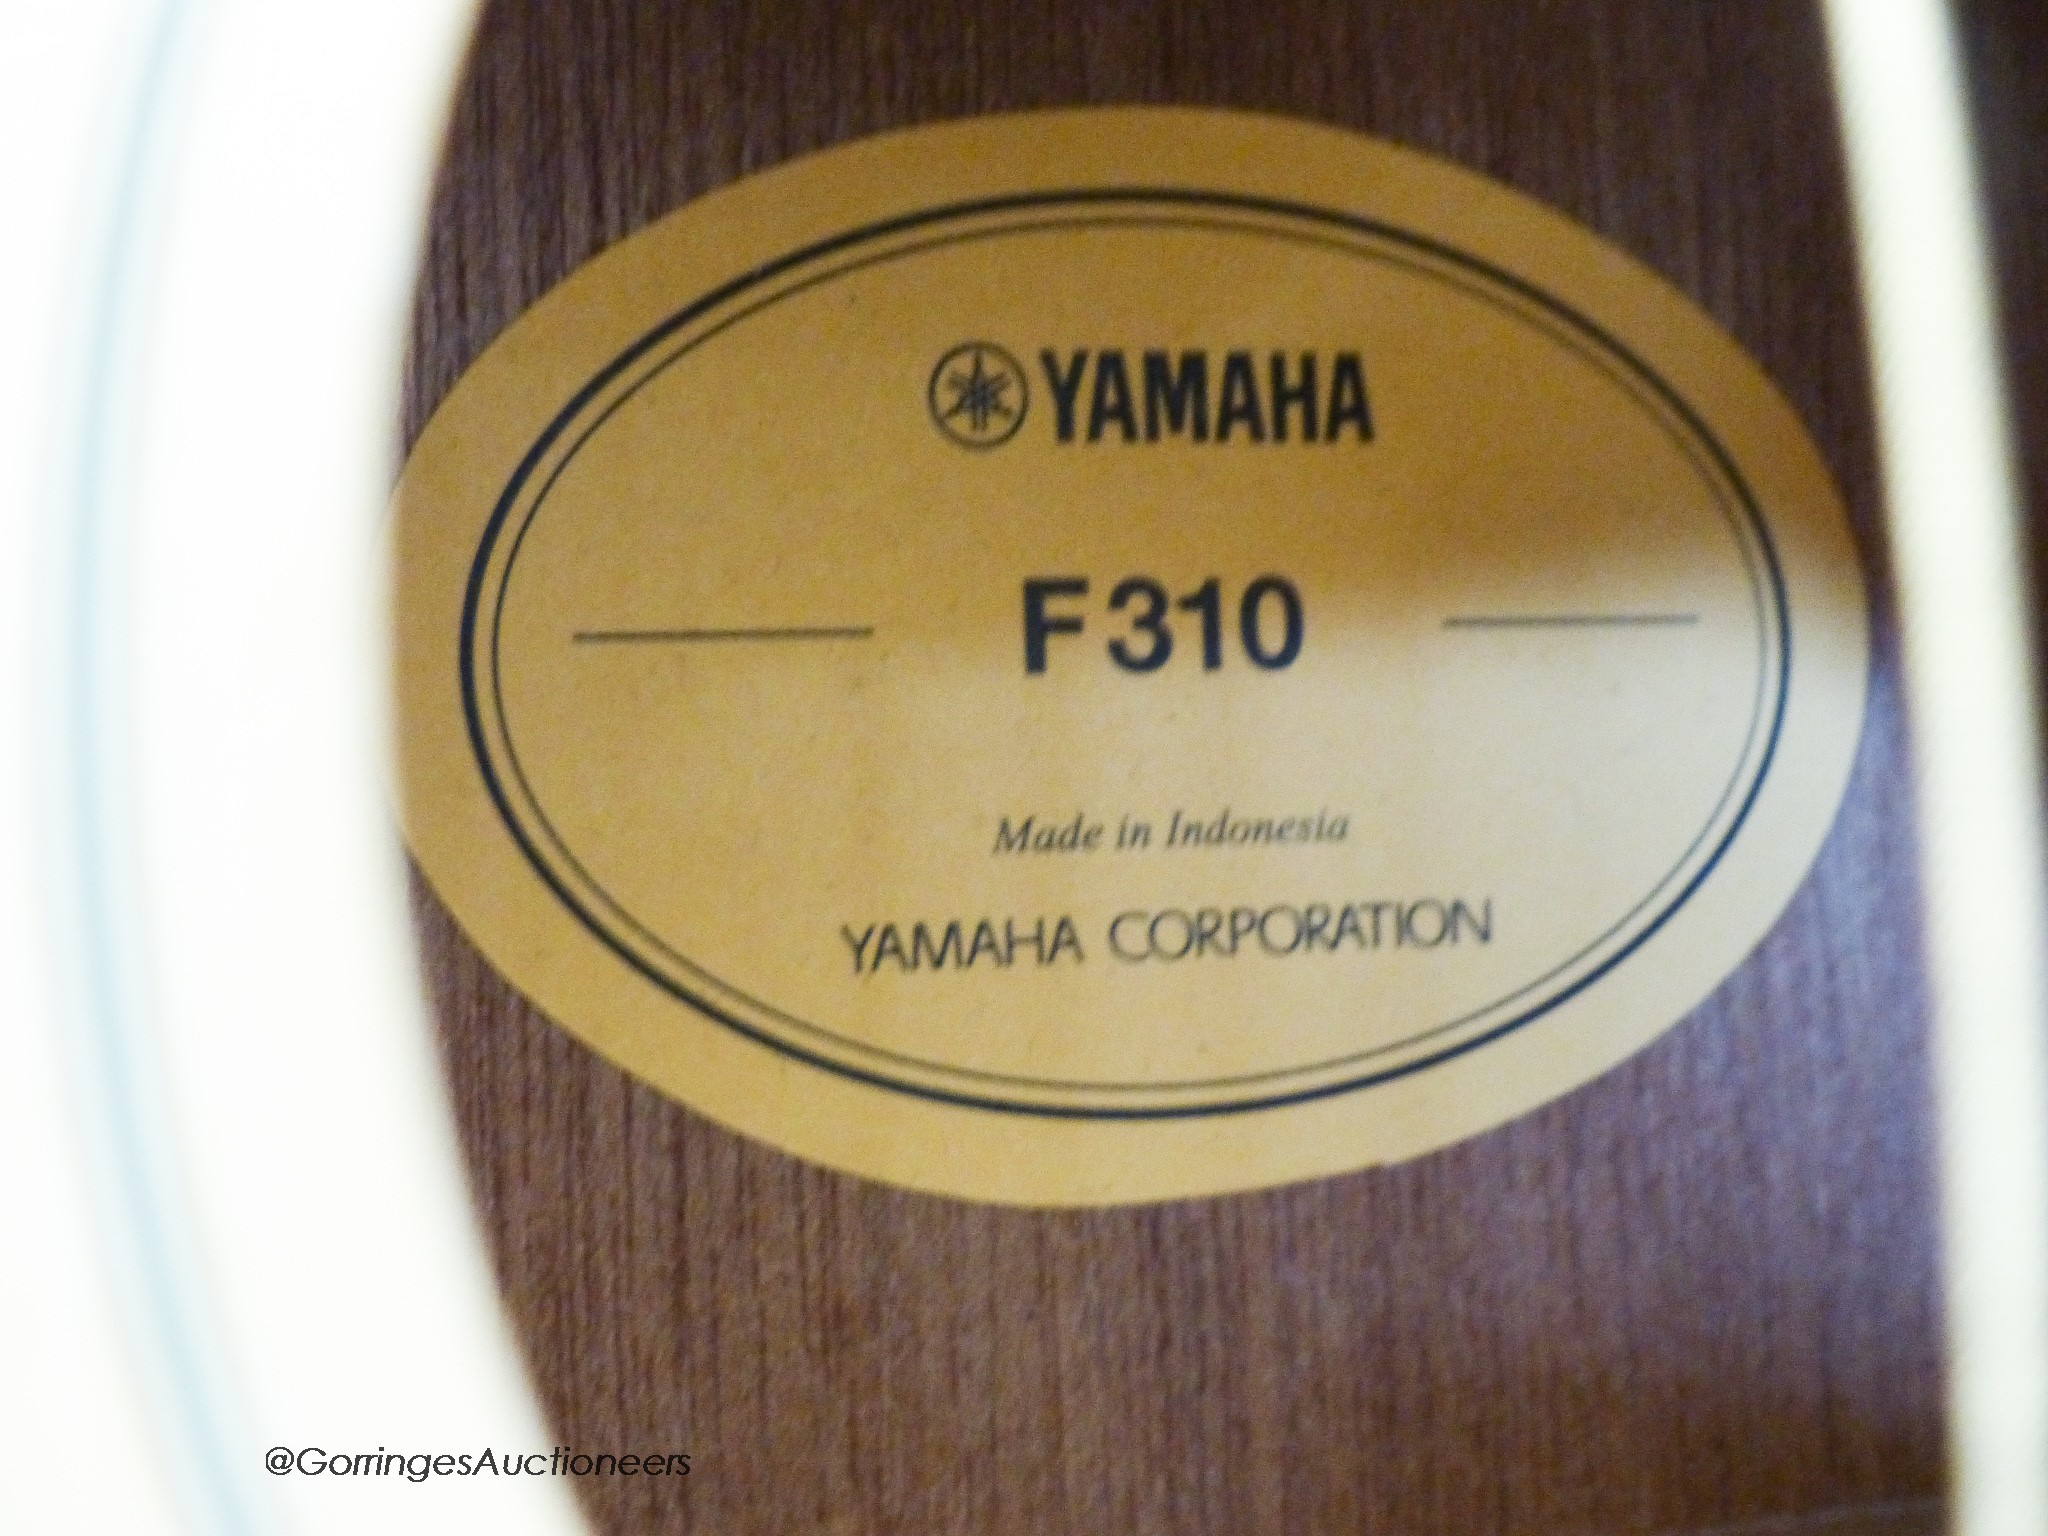 YAMAHA
F310
Made in Indonesia
YAMAHA CORPORATION
@GorringesAuctioneers